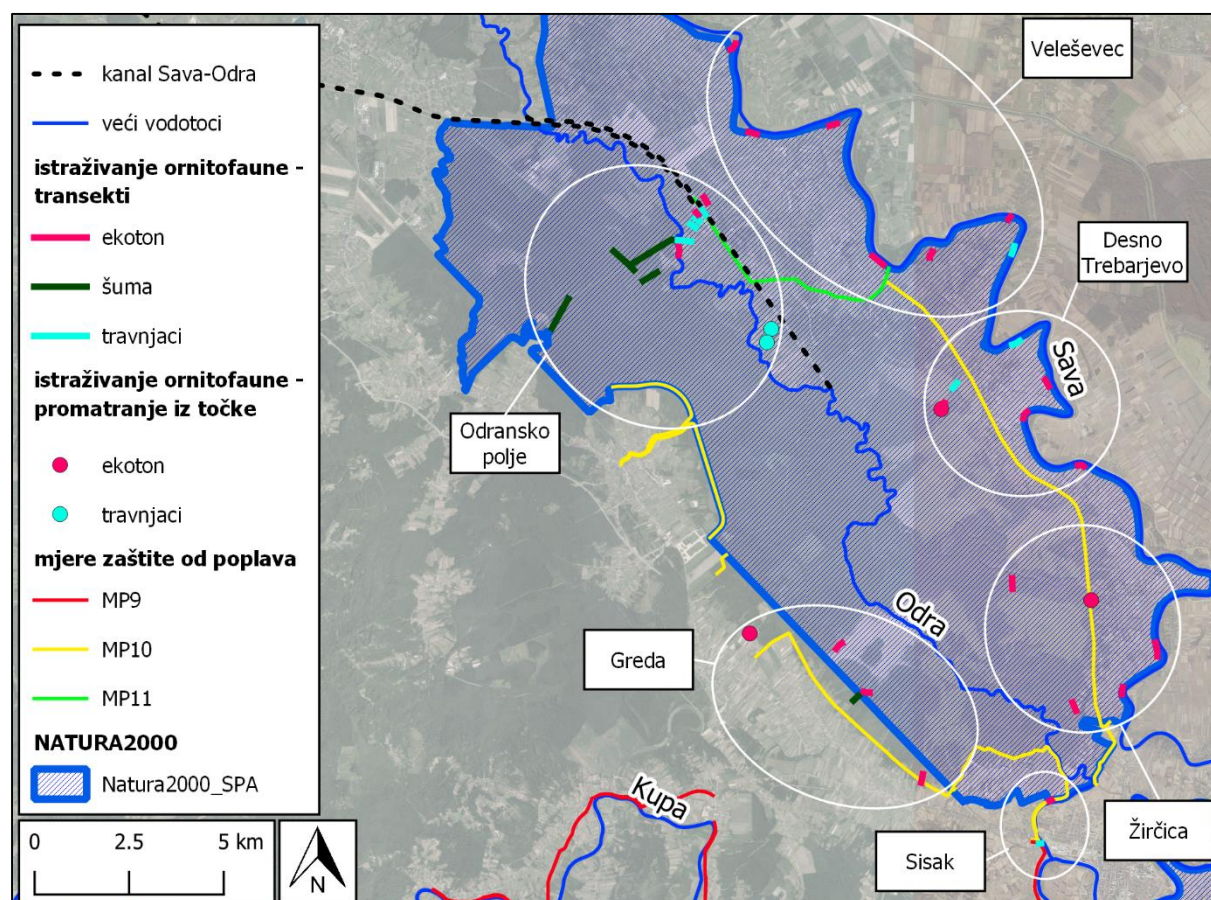 kanal Sava-Odra
veći vodotoci
istraživanje ornitofaune -
transekti
ekoton
šuma
travnjaci
istraživanje ornitofaune -
promatranje iz točke
ekoton
travnjaci
mjere zaštite od poplava
MP9
MP10
MP11
NATURA2000
Natura2000_SPA
0 2.5 5 km
N
Veleševec
Desno
Trebarjevo
Sava
Odransko
polje
Odra
Greda
Kupa
Žirčica
Sisak